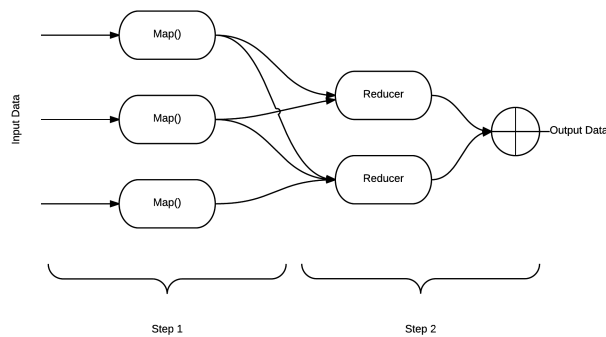 Input Data
Map()
Map()
Map()
Reducer
Reducer
Output Data
Step 1
Step 2